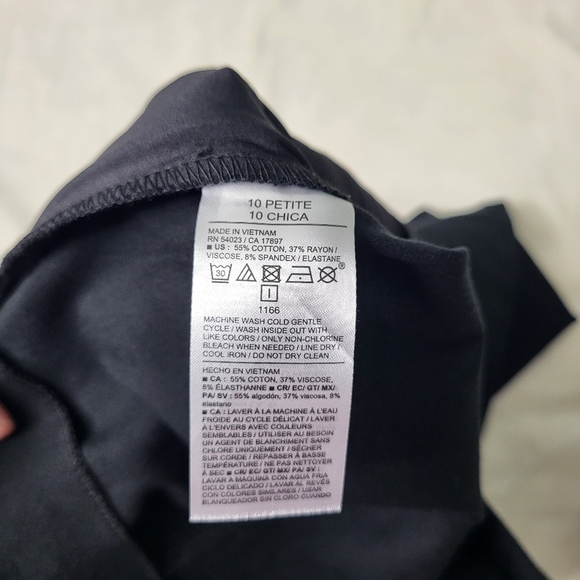 10 PETITE
10 CHICA
MADE IN VIETNAM
RN 54023 / CA 17897
■ US : 55% COTTON, 37% RAYON /
VISCOSE, 8% SPANDEX / ELASTANE
30
®
I
1166
MACHINE WASH COLD GENTLE
CYCLE / WASH INSIDE OUT WITH
LIKE COLORS / ONLY NON-CHLORINE
BLEACH WHEN NEEDED / LINE DRY /
COOL IRON / DO NOT DRY CLEAN
HECHO EN VIETNAM
■ CA : 55% COTON, 37% VISCOSE,
8% ÉLASTHANNE ■ CR/ EC/ GT/ MX/
PA/ SV : 55% algodón, 37% viscosa, 8%
elastano
■ CA : LAVER À LA MACHINE À L'EAU
FROIDE AU CYCLE DÉLICAT / LAVER
À L'ENVERS AVEC COULEURS
SEMBLABLES / UTILISER AU BESOIN
UN AGENT DE BLANCHIMENT SANS
CHLORE UNIQUEMENT / SÉCHER
SUR CORDE / REPASSER À BASSE
TEMPÉRATURE / NE PAS NETTOYER
À SEC ■ CR/ EC/ GT/ MX/ PA/ SV :
LAVAR A MAQUINA CON AGUA FRIA
CICLO DELICADO / LAVAR AL REVÉS
CON COLORES SIMILARES / USAR
BLANQUEADOR SIN CLORO CUANDO